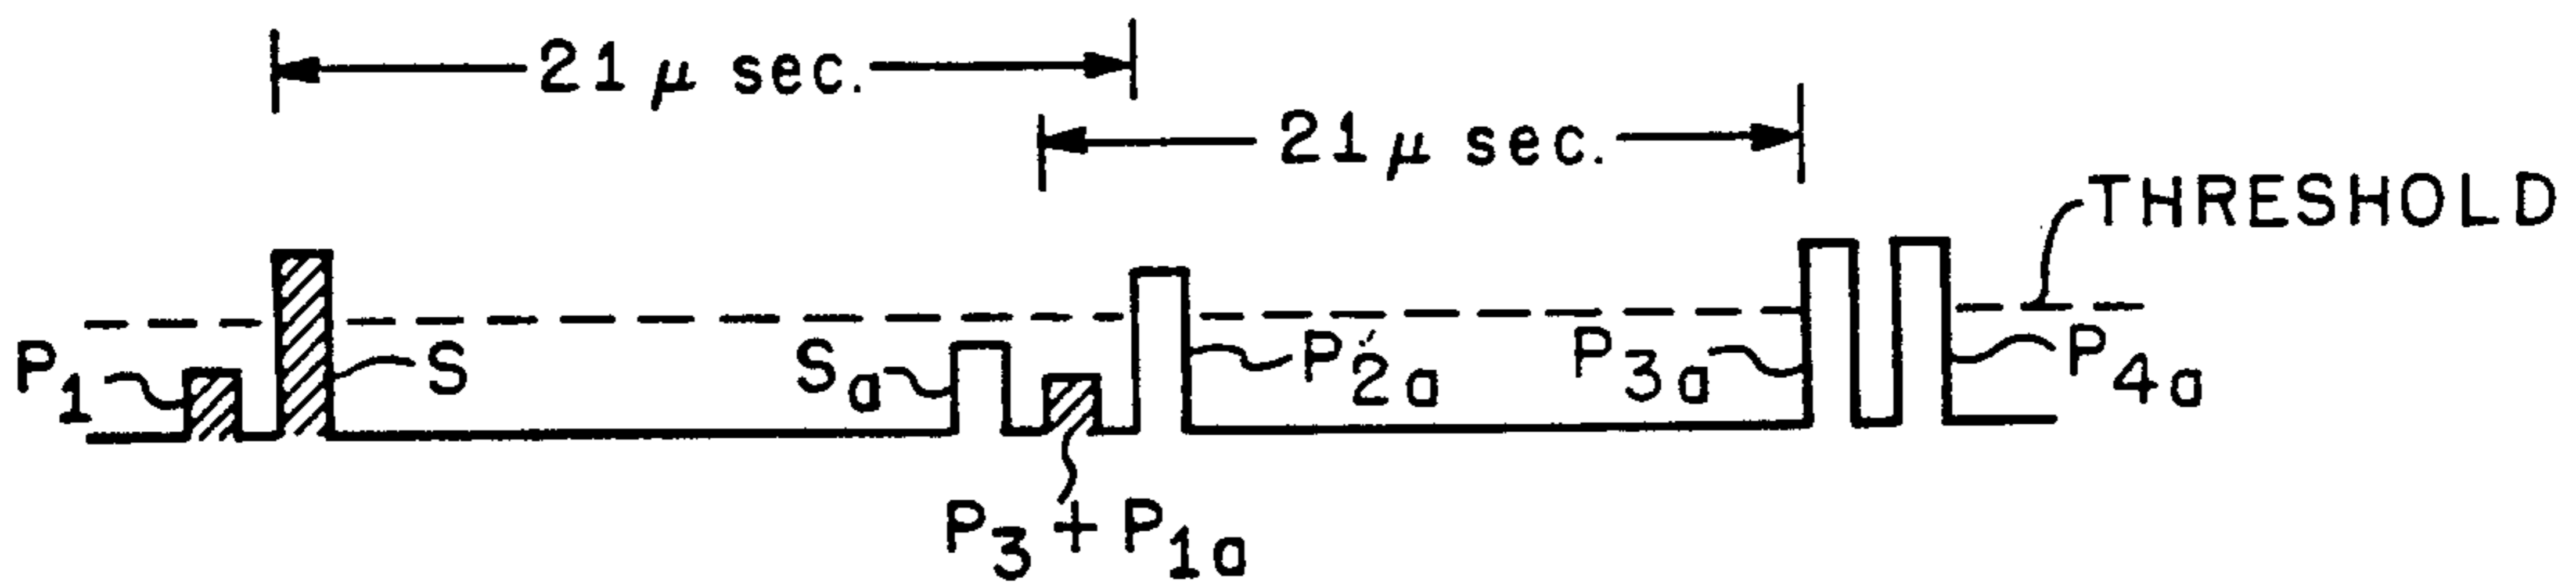 21 μ sec.
21 μ sec.
THRESHOLD
P1
S
Sa
P'2a
P3a
P4a
P3 + P1a